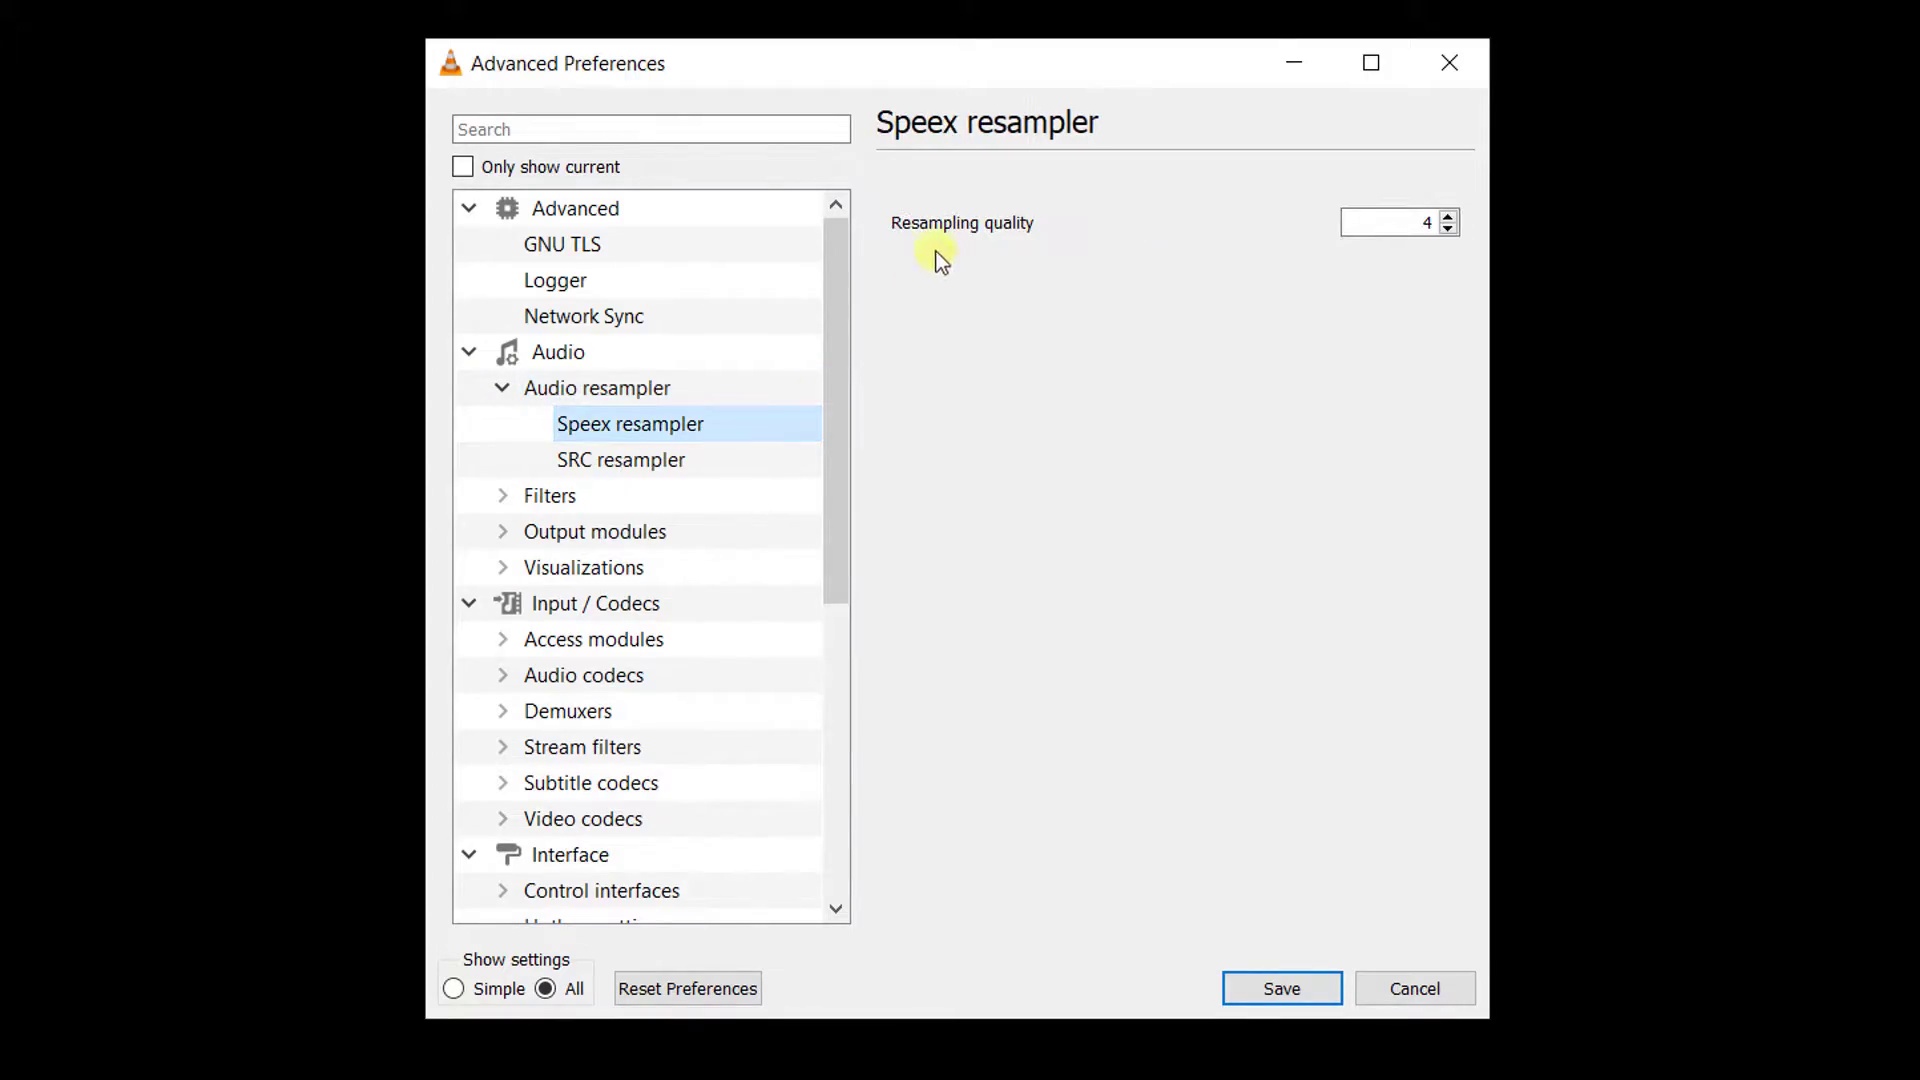 Advanced Preferences
Search
Only show current
Advanced
GNU TLS
Logger
Network Sync
Audio
Audio resampler
Speex resampler
SRC resampler
Filters
Output modules
Visualizations
Input / Codecs
Access modules
Audio codecs
Demuxers
Stream filters
Subtitle codecs
Video codecs
Interface
Control interfaces
Speex resampler
Resampling quality 4
Show settings
Simple All
Reset Preferences
Save
Cancel